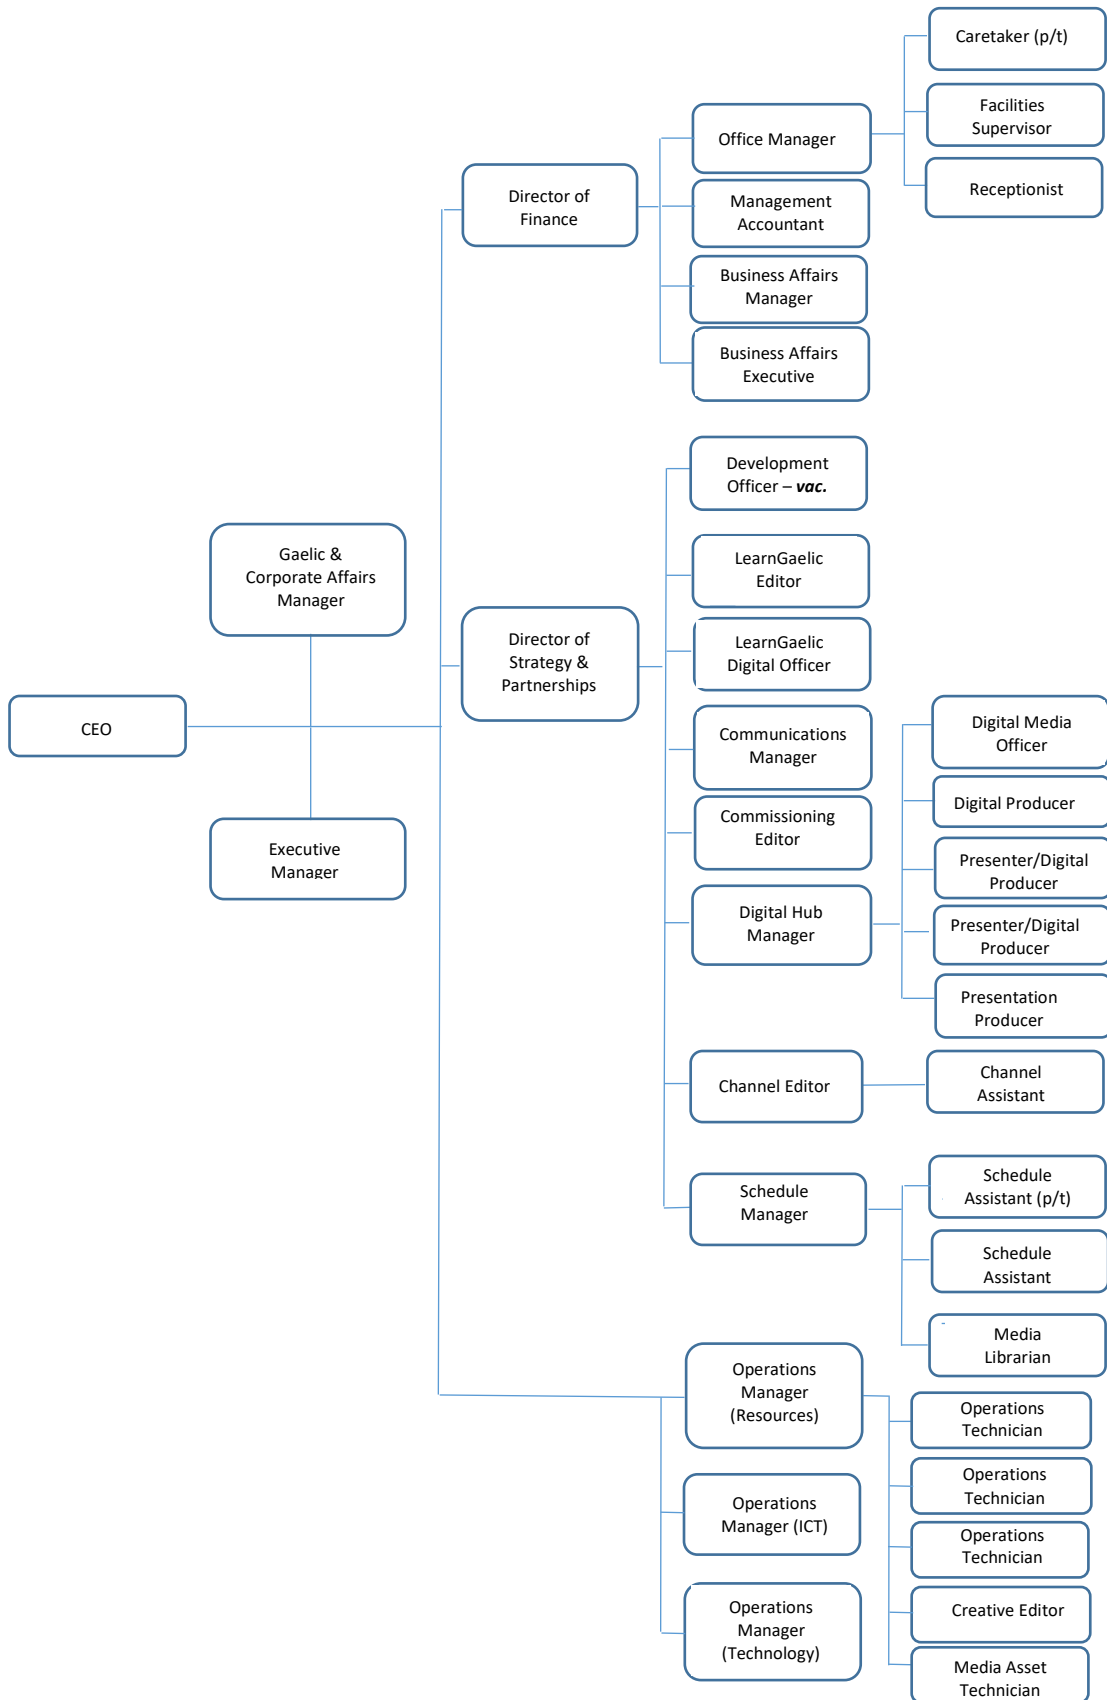 Caretaker (p/t)
Facilities
Supervisor
Receptionist
Office Manager
Director of
Finance
Management
Accountant
Business Affairs
Manager
Business Affairs
Executive
Development
Officer – vac.
LearnGaelic
Editor
LearnGaelic
Digital Officer
Gaelic &
Corporate Affairs
Manager
Director of
Strategy &
Partnerships
CEO
Executive
Manager
Communications
Manager
Commissioning
Editor
Digital Hub
Manager
Digital Media
Officer
Digital Producer
Presenter/Digital
Producer
Presenter/Digital
Producer
Presentation
Producer
Channel Editor
Channel
Assistant
Schedule
Manager
Schedule
Assistant (p/t)
Schedule
Assistant
Media
Librarian
Operations
Manager
(Resources)
Operations
Technician
Operations
Technician
Operations
Technician
Creative Editor
Media Asset
Technician
Operations
Manager (ICT)
Operations
Manager
(Technology)